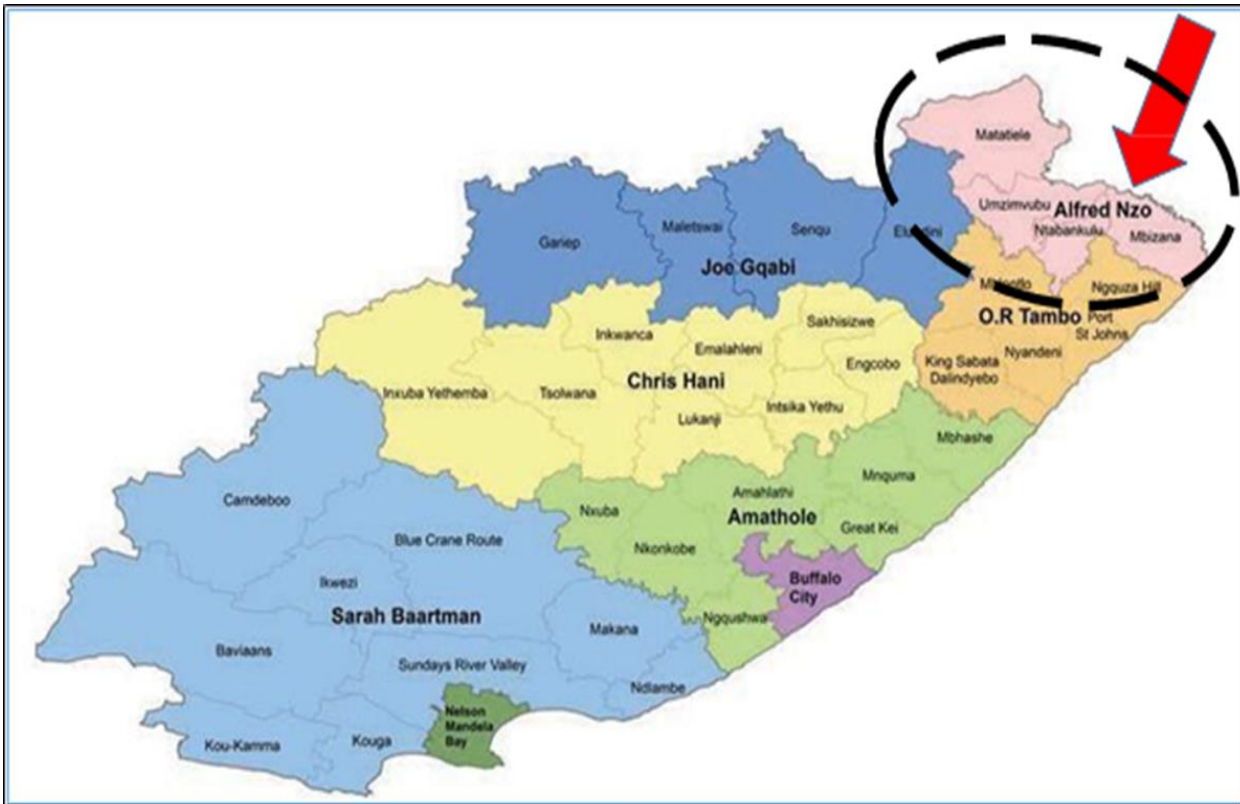 Matatiele
Umzimvubu
Alfred Nzo
Ntabankulu
Mbizana
Gariep
Maletswai
Senqu
Joe Gqabi
Ngquza Hill
O.R Tambo
Port
St Johns
Nyandeni
King Sabata
Dalindyebo
Inkwanca
Sakhisizwe
Emalahleni
Engcobo
Chris Hani
Inxuba Yethemba
Tsolwana
Intsika Yethu
Lukanji
Mbhashe
Mnquma
Amahlathi
Nxuba
Amathole
Great Kei
Nkonkobe
Buffalo
City
Ngqushwa
Camdeboo
Blue Crane Route
Ikwezi
Sarah Baartman
Makana
Baviaans
Sundays River Valley
Ndlambe
Nelson
Mandela
Bay
Kou-Kamma
Kouga